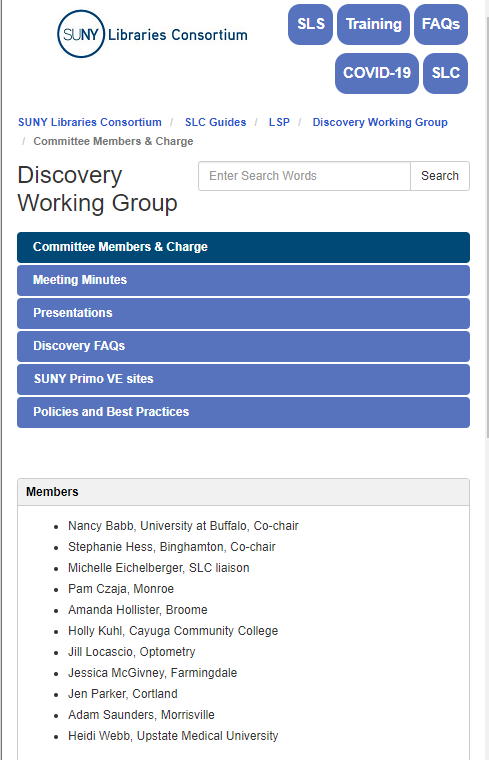 SUNY Libraries Consortium
SLS Training FAQs
COVID-19 SLC
SUNY Libraries Consortium / SLC Guides / LSP / Discovery Working Group
/ Committee Members & Charge
Discovery
Working Group
Enter Search Words Search
Committee Members & Charge
Meeting Minutes
Presentations
Discovery FAQs
SUNY Primo VE sites
Policies and Best Practices
Members
• Nancy Babb, University at Buffalo, Co-chair
• Stephanie Hess, Binghamton, Co-chair
• Michelle Eichelberger, SLC liaison
• Pam Czaja, Monroe
• Amanda Hollister, Broome
• Holly Kuhl, Cayuga Community College
• Jill Locascio, Optometry
• Jessica McGivney, Farmingdale
• Jen Parker, Cortland
• Adam Saunders, Morrisville
• Heidi Webb, Upstate Medical University